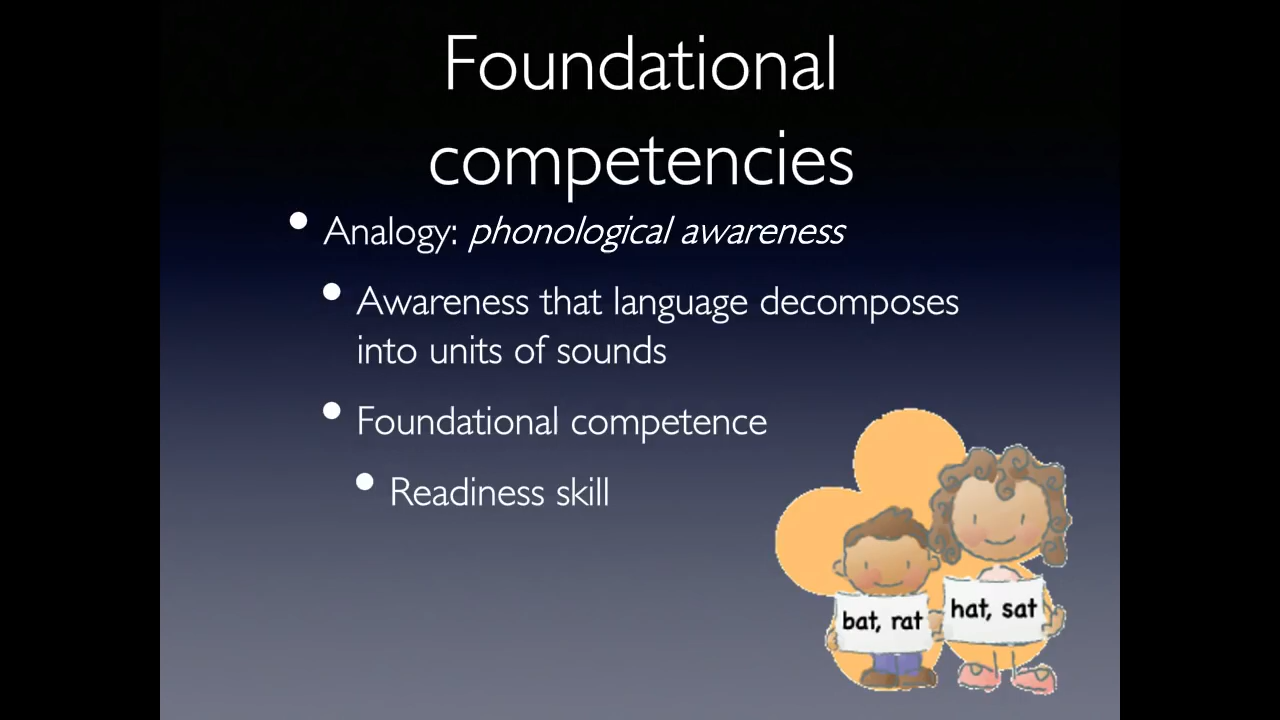 Foundational
competencies
• Analogy: phonological awareness
• Awareness that language decomposes
into units of sounds
• Foundational competence
• Readiness skill
bat, rat
hat, sat